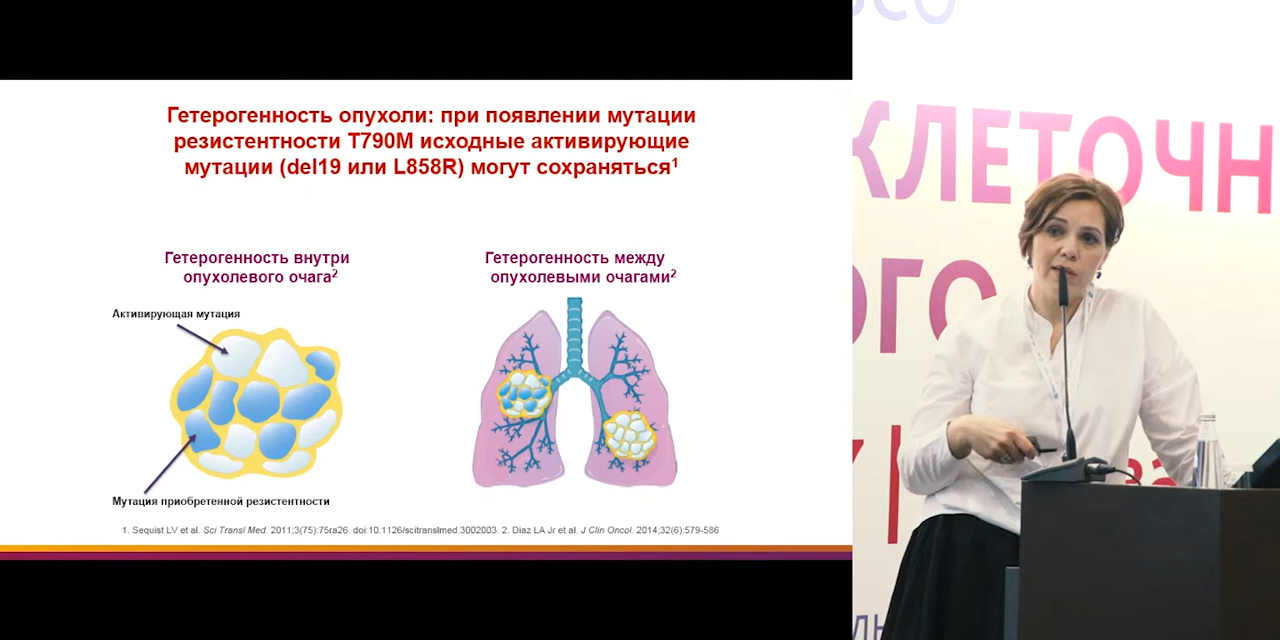 Гетерогенность опухоли: при появлении мутации
резистентности T790M исходные активирующие
мутации (del19 или L858R) могут сохраняться¹
Гетерогенность внутри
опухолевого очага²
Гетерогенность между
опухолевыми очагами²
Активирующая мутация
Мутация приобретенной резистентности
1. Sequist LV et al. Sci Transl Med. 2011;3(75):75ra26. doi:10.1126/scitranslmed.3002003. 2. Diaz LA Jr et al. J Clin Oncol. 2014;32(6):579-586
КЛЕТОЧН
ОГО